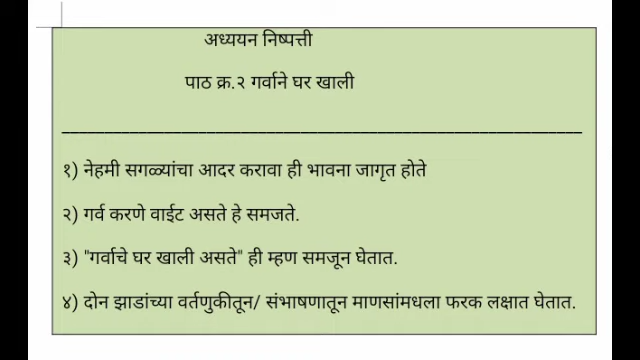 अध्ययन निष्पत्ती
पाठ क्र.२ गर्वाने घर खाली
१) नेहमी सगळ्यांचा आदर करावा ही भावना जागृत होते
२) गर्व करणे वाईट असते हे समजते.
३) "गर्वाचे घर खाली असते" ही म्हण समजून घेतात.
४) दोन झाडांच्या वर्तणुकीतून/ संभाषणातून माणसांमधला फरक लक्षात घेतात.